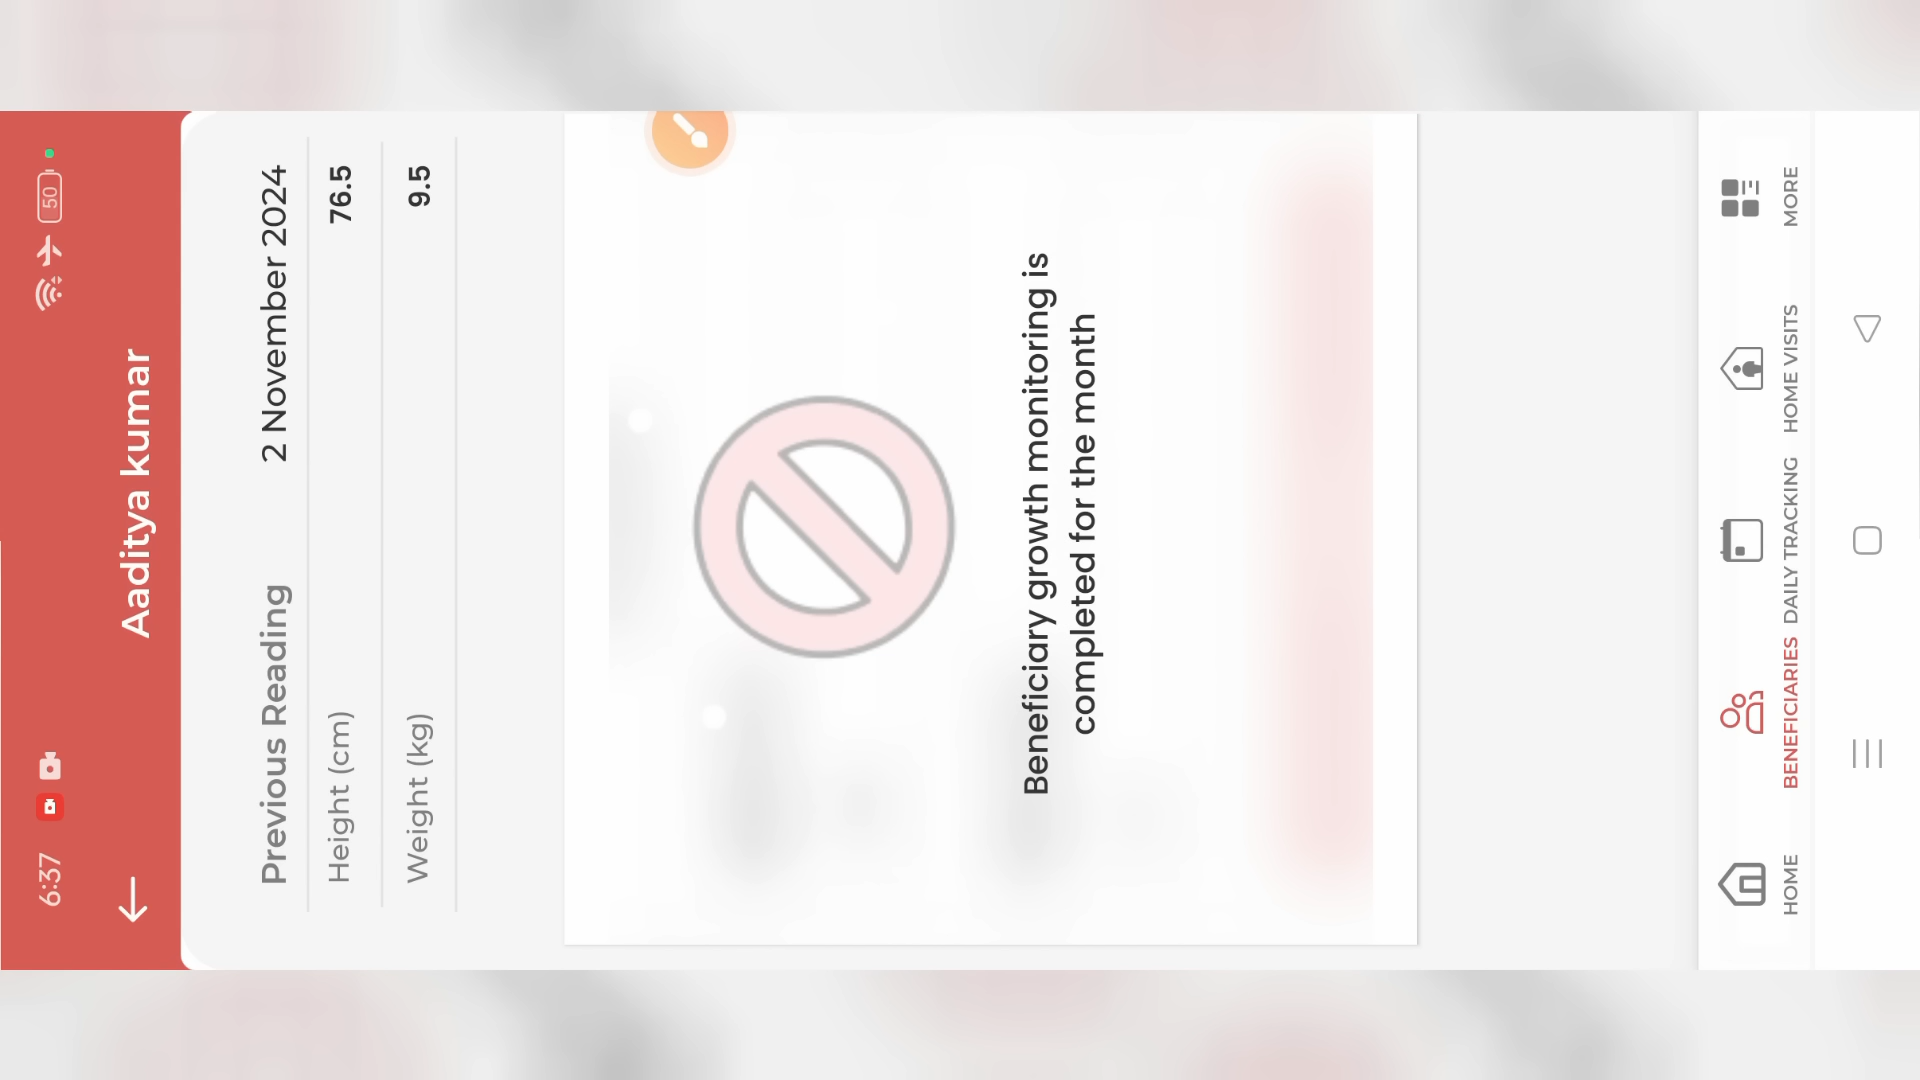 6:37
50
Aaditya kumar
Previous Reading 2 November 2024
Height (cm) 76.5
Weight (kg) 9.5
Beneficiary growth monitoring is
completed for the month
HOME BENEFICIARIES DAILY TRACKING HOME VISITS MORE